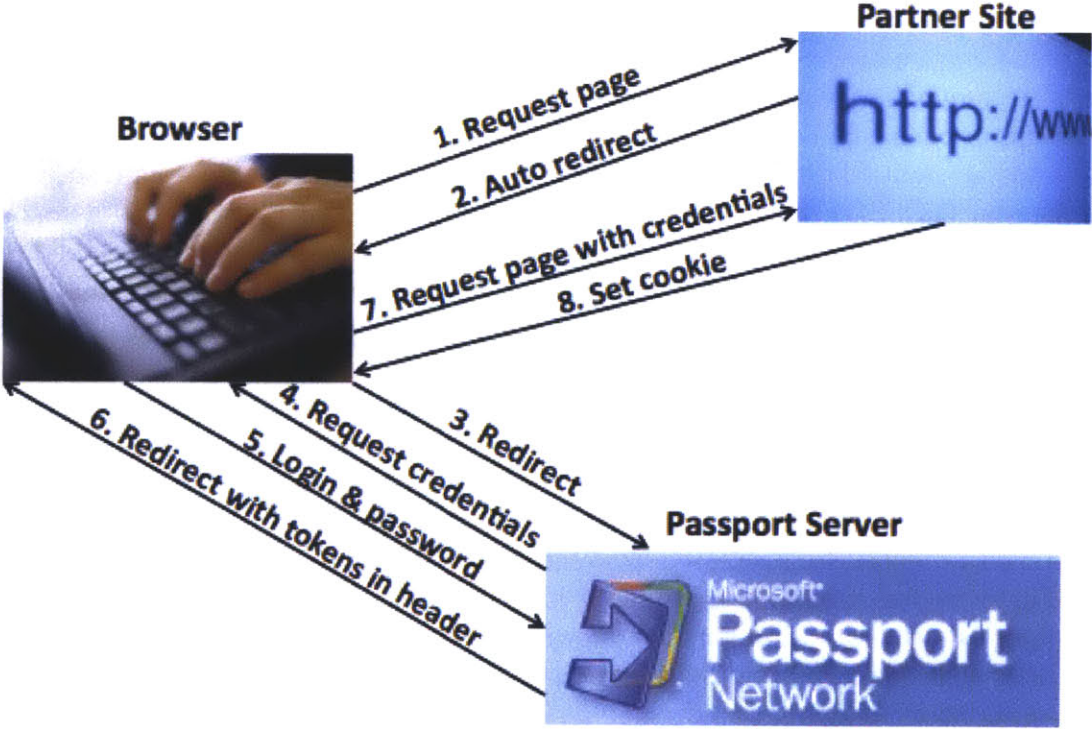 Partner Site
http://ww
Browser
1. Request page
2. Auto redirect
7. Request page with credentials
8. Set cookie
3. Redirect
4. Request credentials
5. Login & password
6. Redirect with tokens in header
Passport Server
Microsoft
Passport
Network